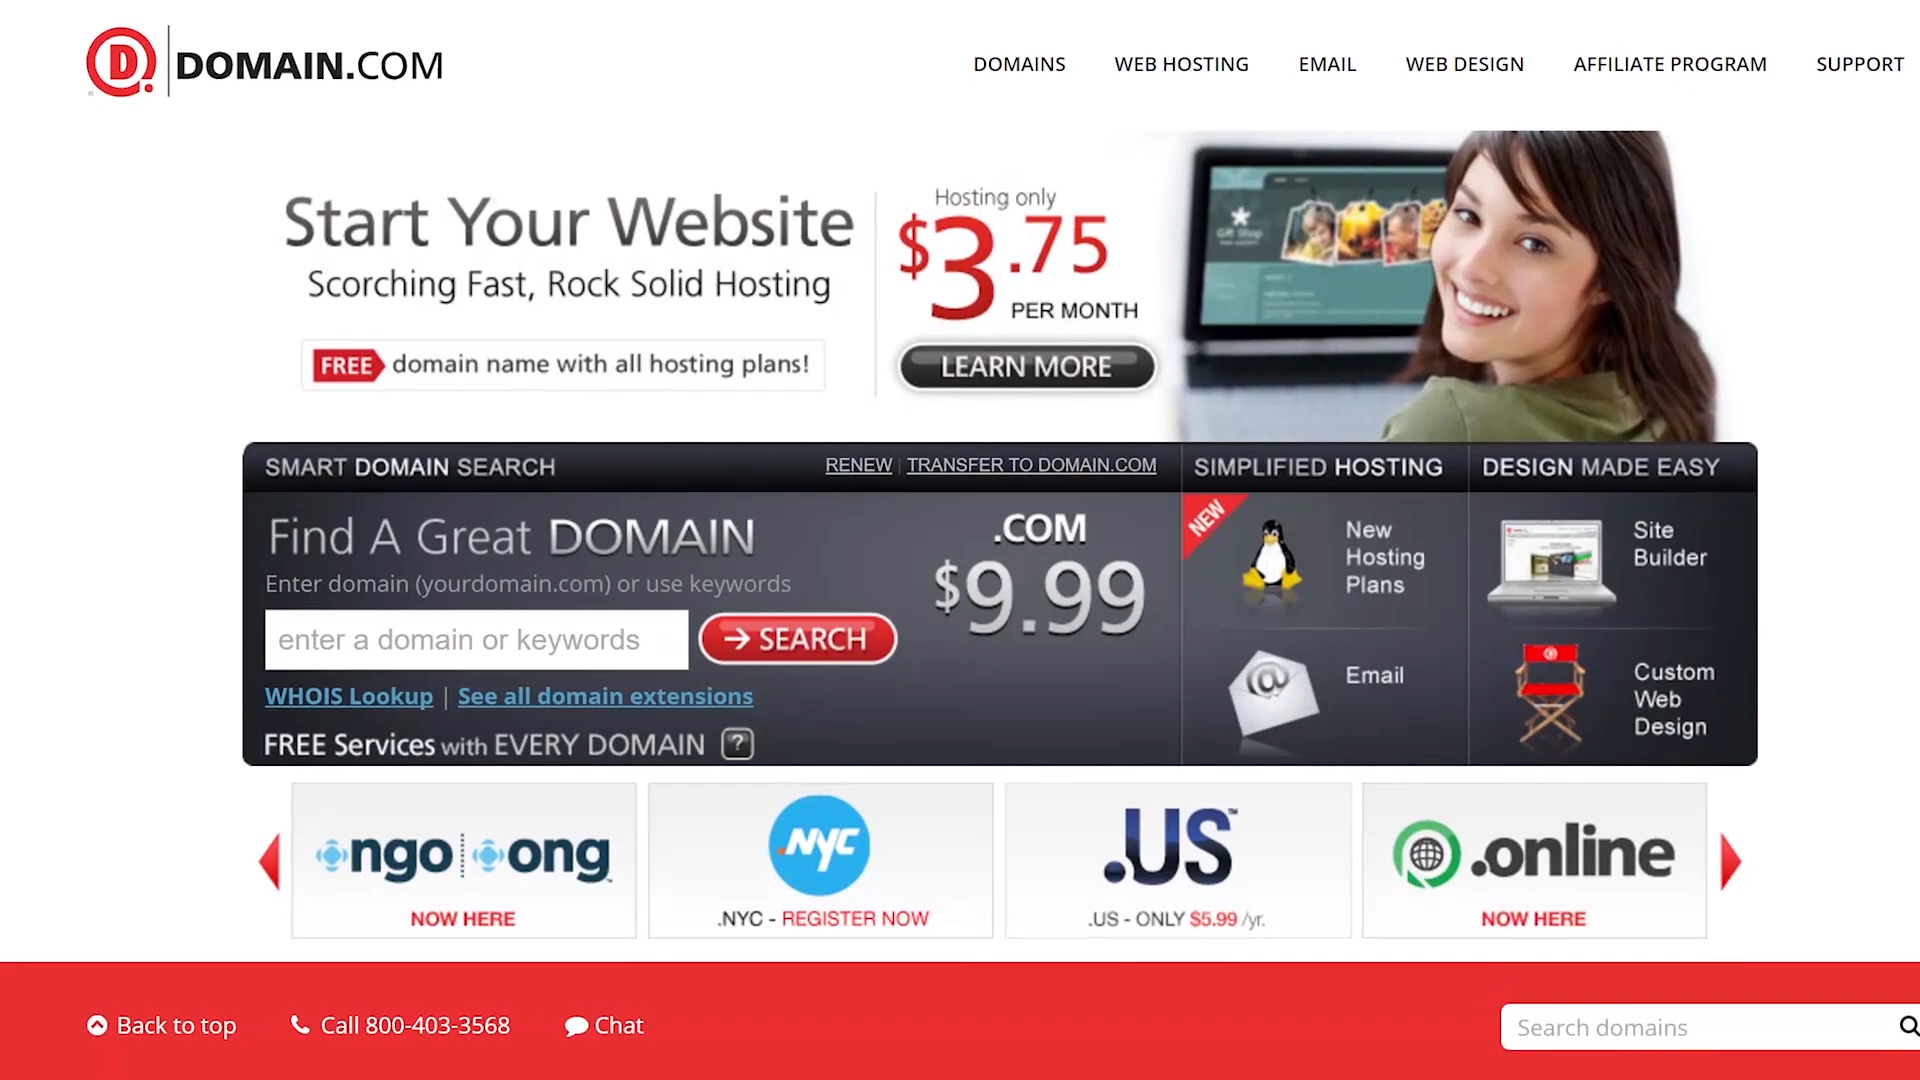 D DOMAIN.COM
DOMAINS WEB HOSTING EMAIL WEB DESIGN AFFILIATE PROGRAM SUPPORT
Start Your Website
Scorching Fast, Rock Solid Hosting
FREE domain name with all hosting plans!
Hosting only
$3.75
PER MONTH
LEARN MORE
Gift Shop
SMART DOMAIN SEARCH
RENEW | TRANSFER TO DOMAIN.COM
Find A Great DOMAIN
Enter domain (yourdomain.com) or use keywords
enter a domain or keywords
→ SEARCH
WHOIS Lookup | See all domain extensions
FREE Services with EVERY DOMAIN ?
.COM
$9.99
SIMPLIFIED HOSTING
NEW
New
Hosting
Plans
@
Email
DESIGN MADE EASY
Site
Builder
Custom
Web
Design
ngo ong™
NOW HERE
.NYC
.NYC - REGISTER NOW
.US™
.US - ONLY $5.99 /yr.
.online
NOW HERE
Back to top
Call 800-403-3568
Chat
Search domains